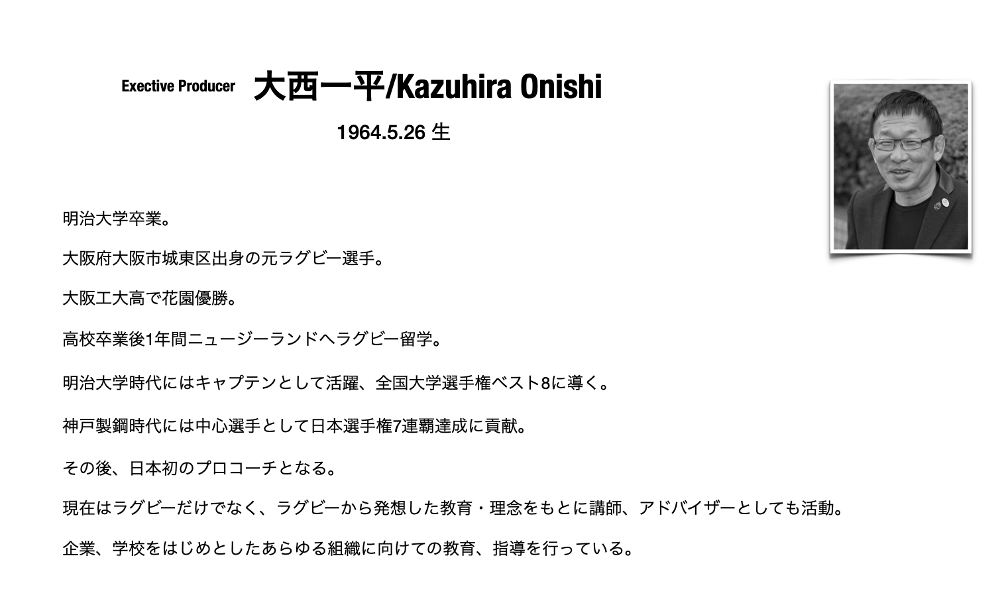 Exective Producer 大西一平/Kazuhira Onishi
1964.5.26 生
明治大学卒業。
大阪府大阪市城東区出身の元ラグビー選手。
大阪工大高で花園優勝。
高校卒業後1年間ニュージーランドへラグビー留学。
明治大学時代にはキャプテンとして活躍、全国大学選手権ベスト8に導く。
神戸製鋼時代には中心選手として日本選手権7連覇達成に貢献。
その後、日本初のプロコーチとなる。
現在はラグビーだけでなく、ラグビーから発想した教育・理念をもとに講師、アドバイザーとしても活動。
企業、学校をはじめとしたあらゆる組織に向けての教育、指導を行っている。